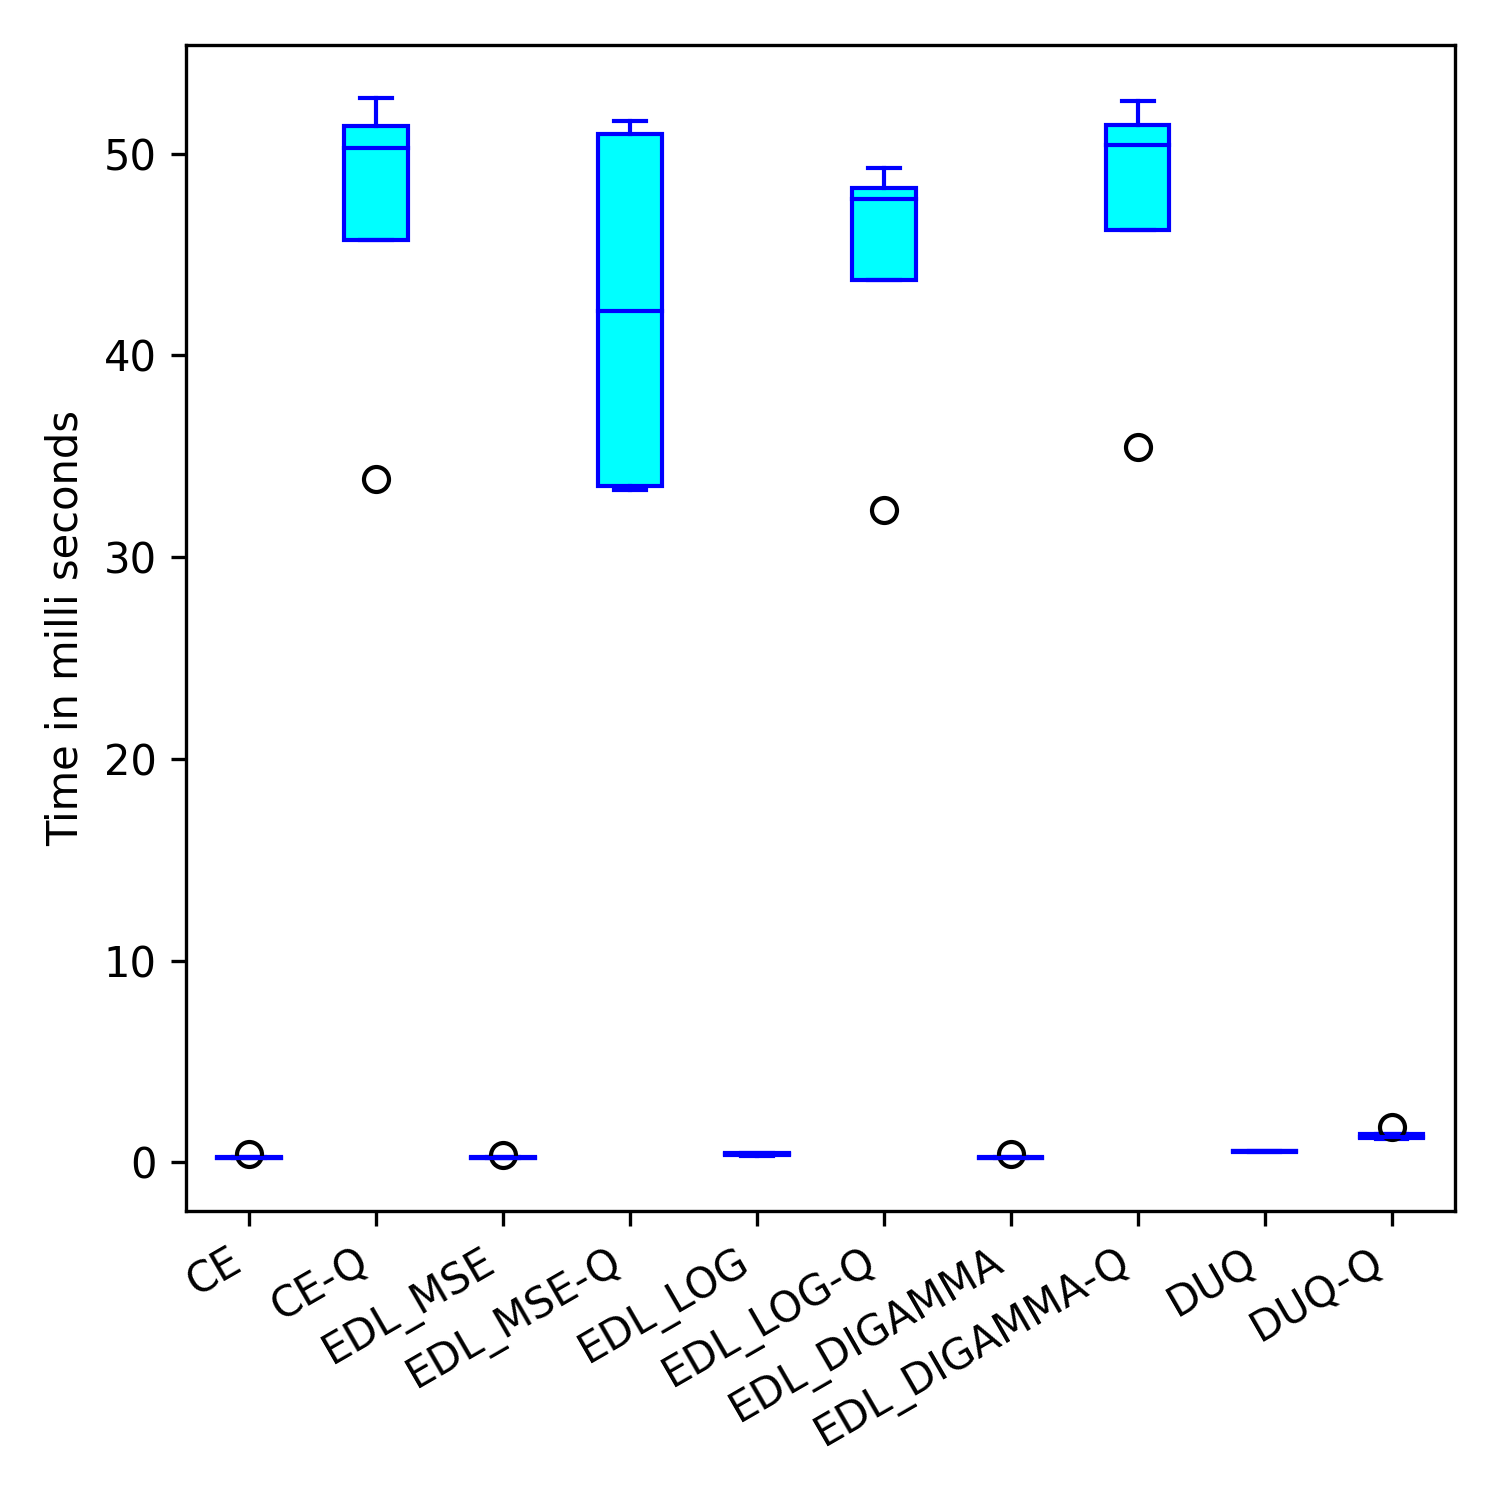 Time in milli seconds
50
40
30
20
10
0
CE
CE-Q
EDL_MSE
EDL_MSE-Q
EDL_LOG
EDL_LOG-Q
EDL_DIGAMMA
EDL_DIGAMMA-Q
DUQ
DUQ-Q